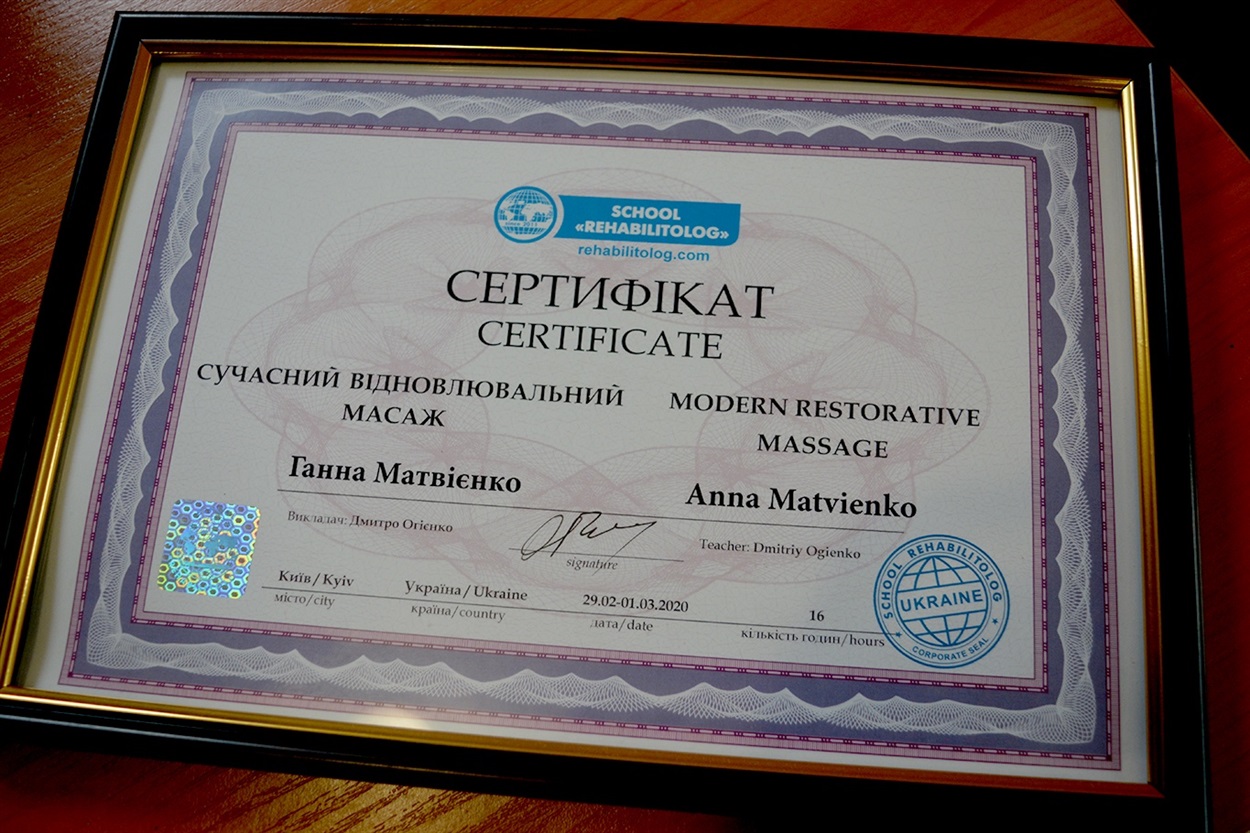 since 2011
SCHOOL
«REHABILITOLOG»
rehabilitolog.com
СЕРТИФІКАТ
CERTIFICATE
СУЧАСНИЙ ВІДНОВЛЮВАЛЬНИЙ
МАСАЖ
MODERN RESTORATIVE
MASSAGE
Ганна Матвієнко
Anna Matvienko
Викладач: Дмитро Огієнко
signature
Teacher: Dmitriy Ogienko
Київ/Kyiv
місто/city
Україна/Ukraine
країна/country
29.02-01.03.2020
дата/date
16
кількість годин/hours
SCHOOL REHABILITOLOG
UKRAINE
CORPORATE SEAL